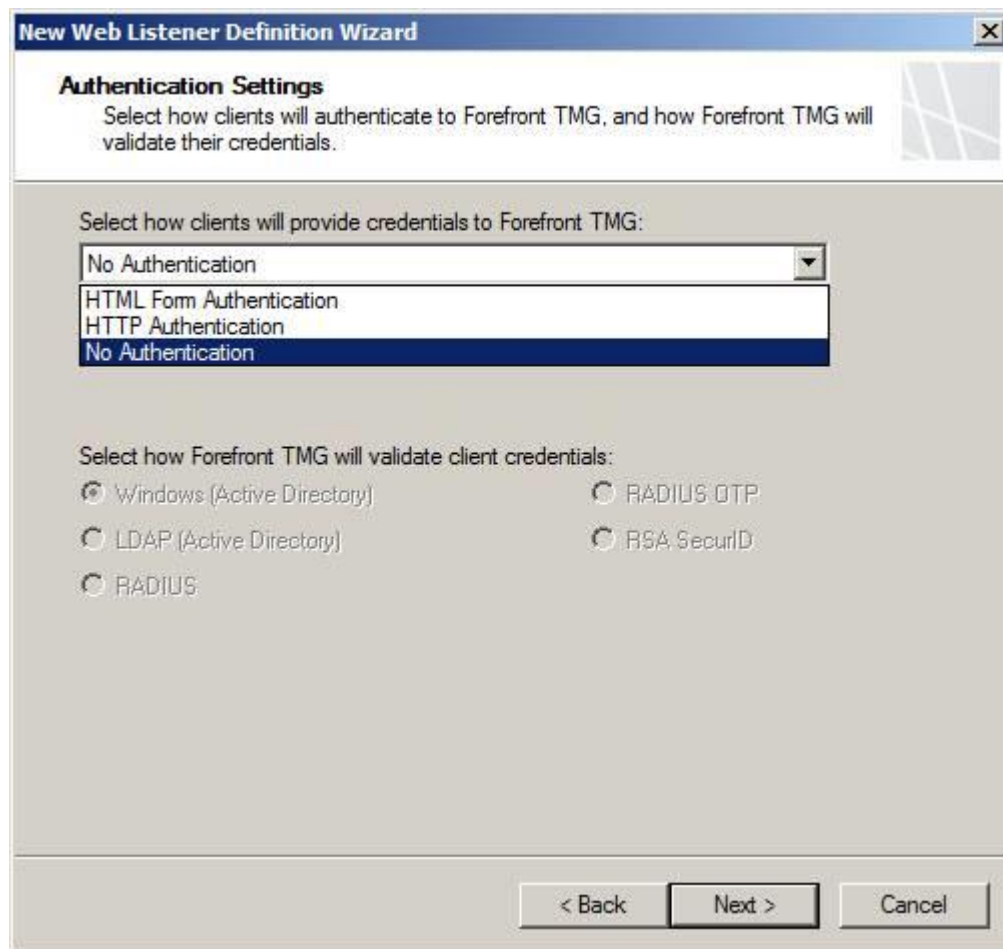 New Web Listener Definition Wizard
Authentication Settings
Select how clients will authenticate to Forefront TMG, and how Forefront TMG will
validate their credentials.
Select how clients will provide credentials to Forefront TMG:
No Authentication
HTML Form Authentication
HTTP Authentication
No Authentication
Select how Forefront TMG will validate client credentials:
Windows (Active Directory)
RADIUS OTP
LDAP (Active Directory)
RSA SecurID
RADIUS
< Back
Next >
Cancel